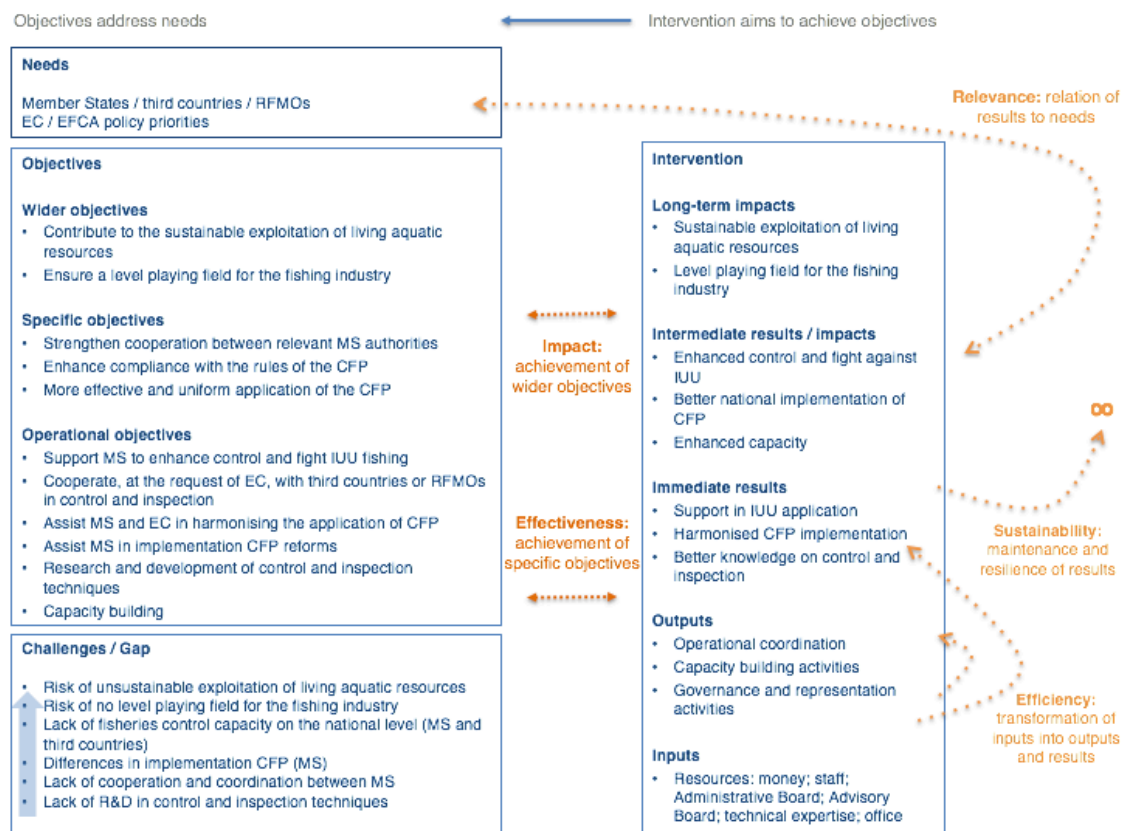 Objectives address needs
Intervention aims to achieve objectives
Needs
Member States / third countries / RFMOs
EC / EFCA policy priorities
Relevance: relation of
results to needs
Objectives
Wider objectives
• Contribute to the sustainable exploitation of living aquatic
resources
• Ensure a level playing field for the fishing industry
Specific objectives
• Strengthen cooperation between relevant MS authorities
• Enhance compliance with the rules of the CFP
• More effective and uniform application of the CFP
Operational objectives
• Support MS to enhance control and fight IUU fishing
• Cooperate, at the request of EC, with third countries or RFMOs
in control and inspection
• Assist MS and EC in harmonising the application of CFP
• Assist MS in implementation CFP reforms
• Research and development of control and inspection
techniques
• Capacity building
Challenges / Gap
• Risk of unsustainable exploitation of living aquatic resources
• Risk of no level playing field for the fishing industry
• Lack of fisheries control capacity on the national level (MS and
third countries)
• Differences in implementation CFP (MS)
• Lack of cooperation and coordination between MS
• Lack of R&D in control and inspection techniques
Impact:
achievement of
wider objectives
Effectiveness:
achievement of
specific objectives
Intervention
Long-term impacts
• Sustainable exploitation of living
aquatic resources
• Level playing field for the fishing
industry
Intermediate results / impacts
• Enhanced control and fight against
IUU
• Better national implementation of
CFP
• Enhanced capacity
Immediate results
• Support in IUU application
• Harmonised CFP implementation
• Better knowledge on control and
inspection
Outputs
• Operational coordination
• Capacity building activities
• Governance and representation
activities
Inputs
• Resources: money; staff;
Administrative Board; Advisory
Board; technical expertise; office
∞
Sustainability:
maintenance and
resilience of results
Efficiency:
transformation of
inputs into outputs
and results